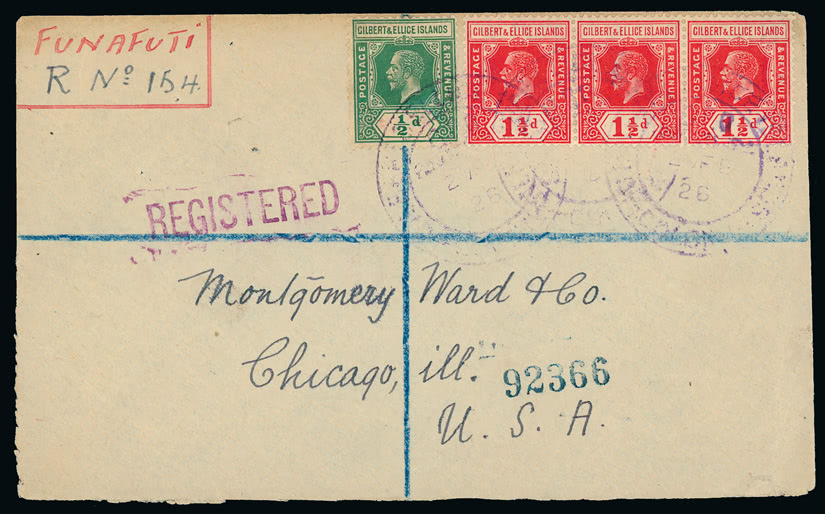 FUNAFUTI
R Nº 154
GILBERT & ELLICE ISLANDS
POSTAGE & REVENUE
½d
GILBERT & ELLICE ISLANDS
POSTAGE & REVENUE
1½d
GILBERT & ELLICE ISLANDS
POSTAGE & REVENUE
1½d
GILBERT & ELLICE ISLANDS
POSTAGE & REVENUE
1½d
26
26
REGISTERED
Montgomery Ward & Co.
Chicago, ill.
92366
U. S. A.